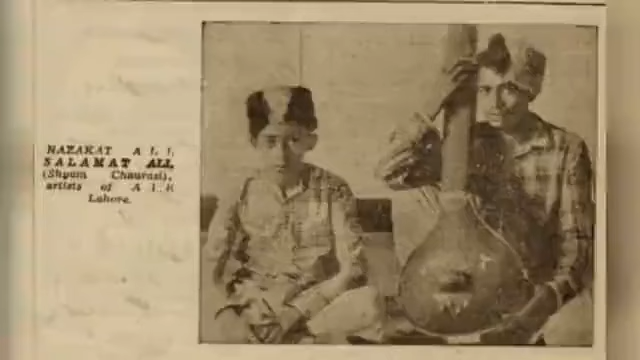 NAZAKAT ALI
SALAMAT ALI,
(Shyam Chaurasi),
artists of A I R
Lahore.